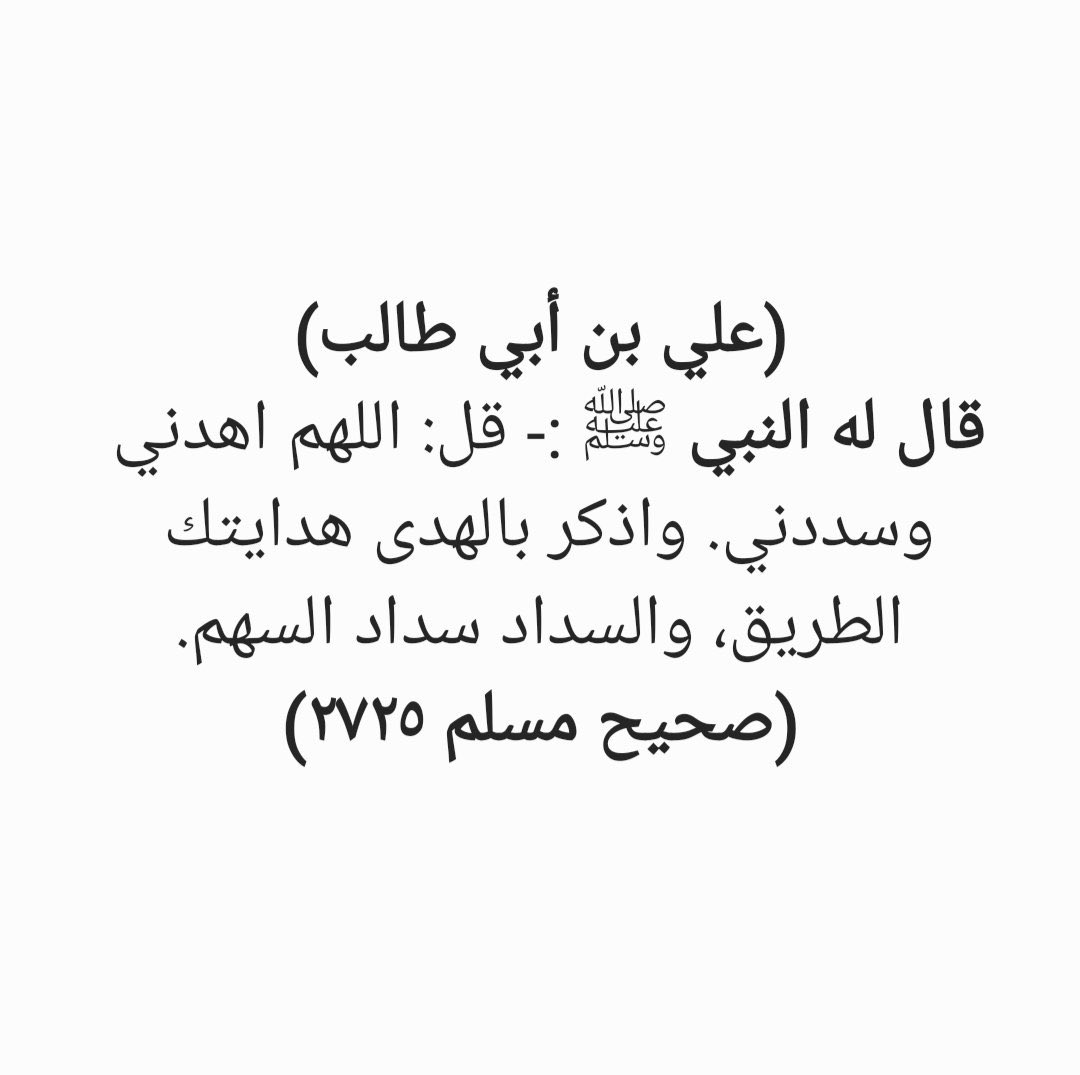 (علي بن أبي طالب)
قال له النبي ﷺ :- قل: اللهم اهدني
وسددني. واذكر بالهدى هدايتك
الطريق، والسداد سداد السهم.
(صحيح مسلم ٢٧٢٥)